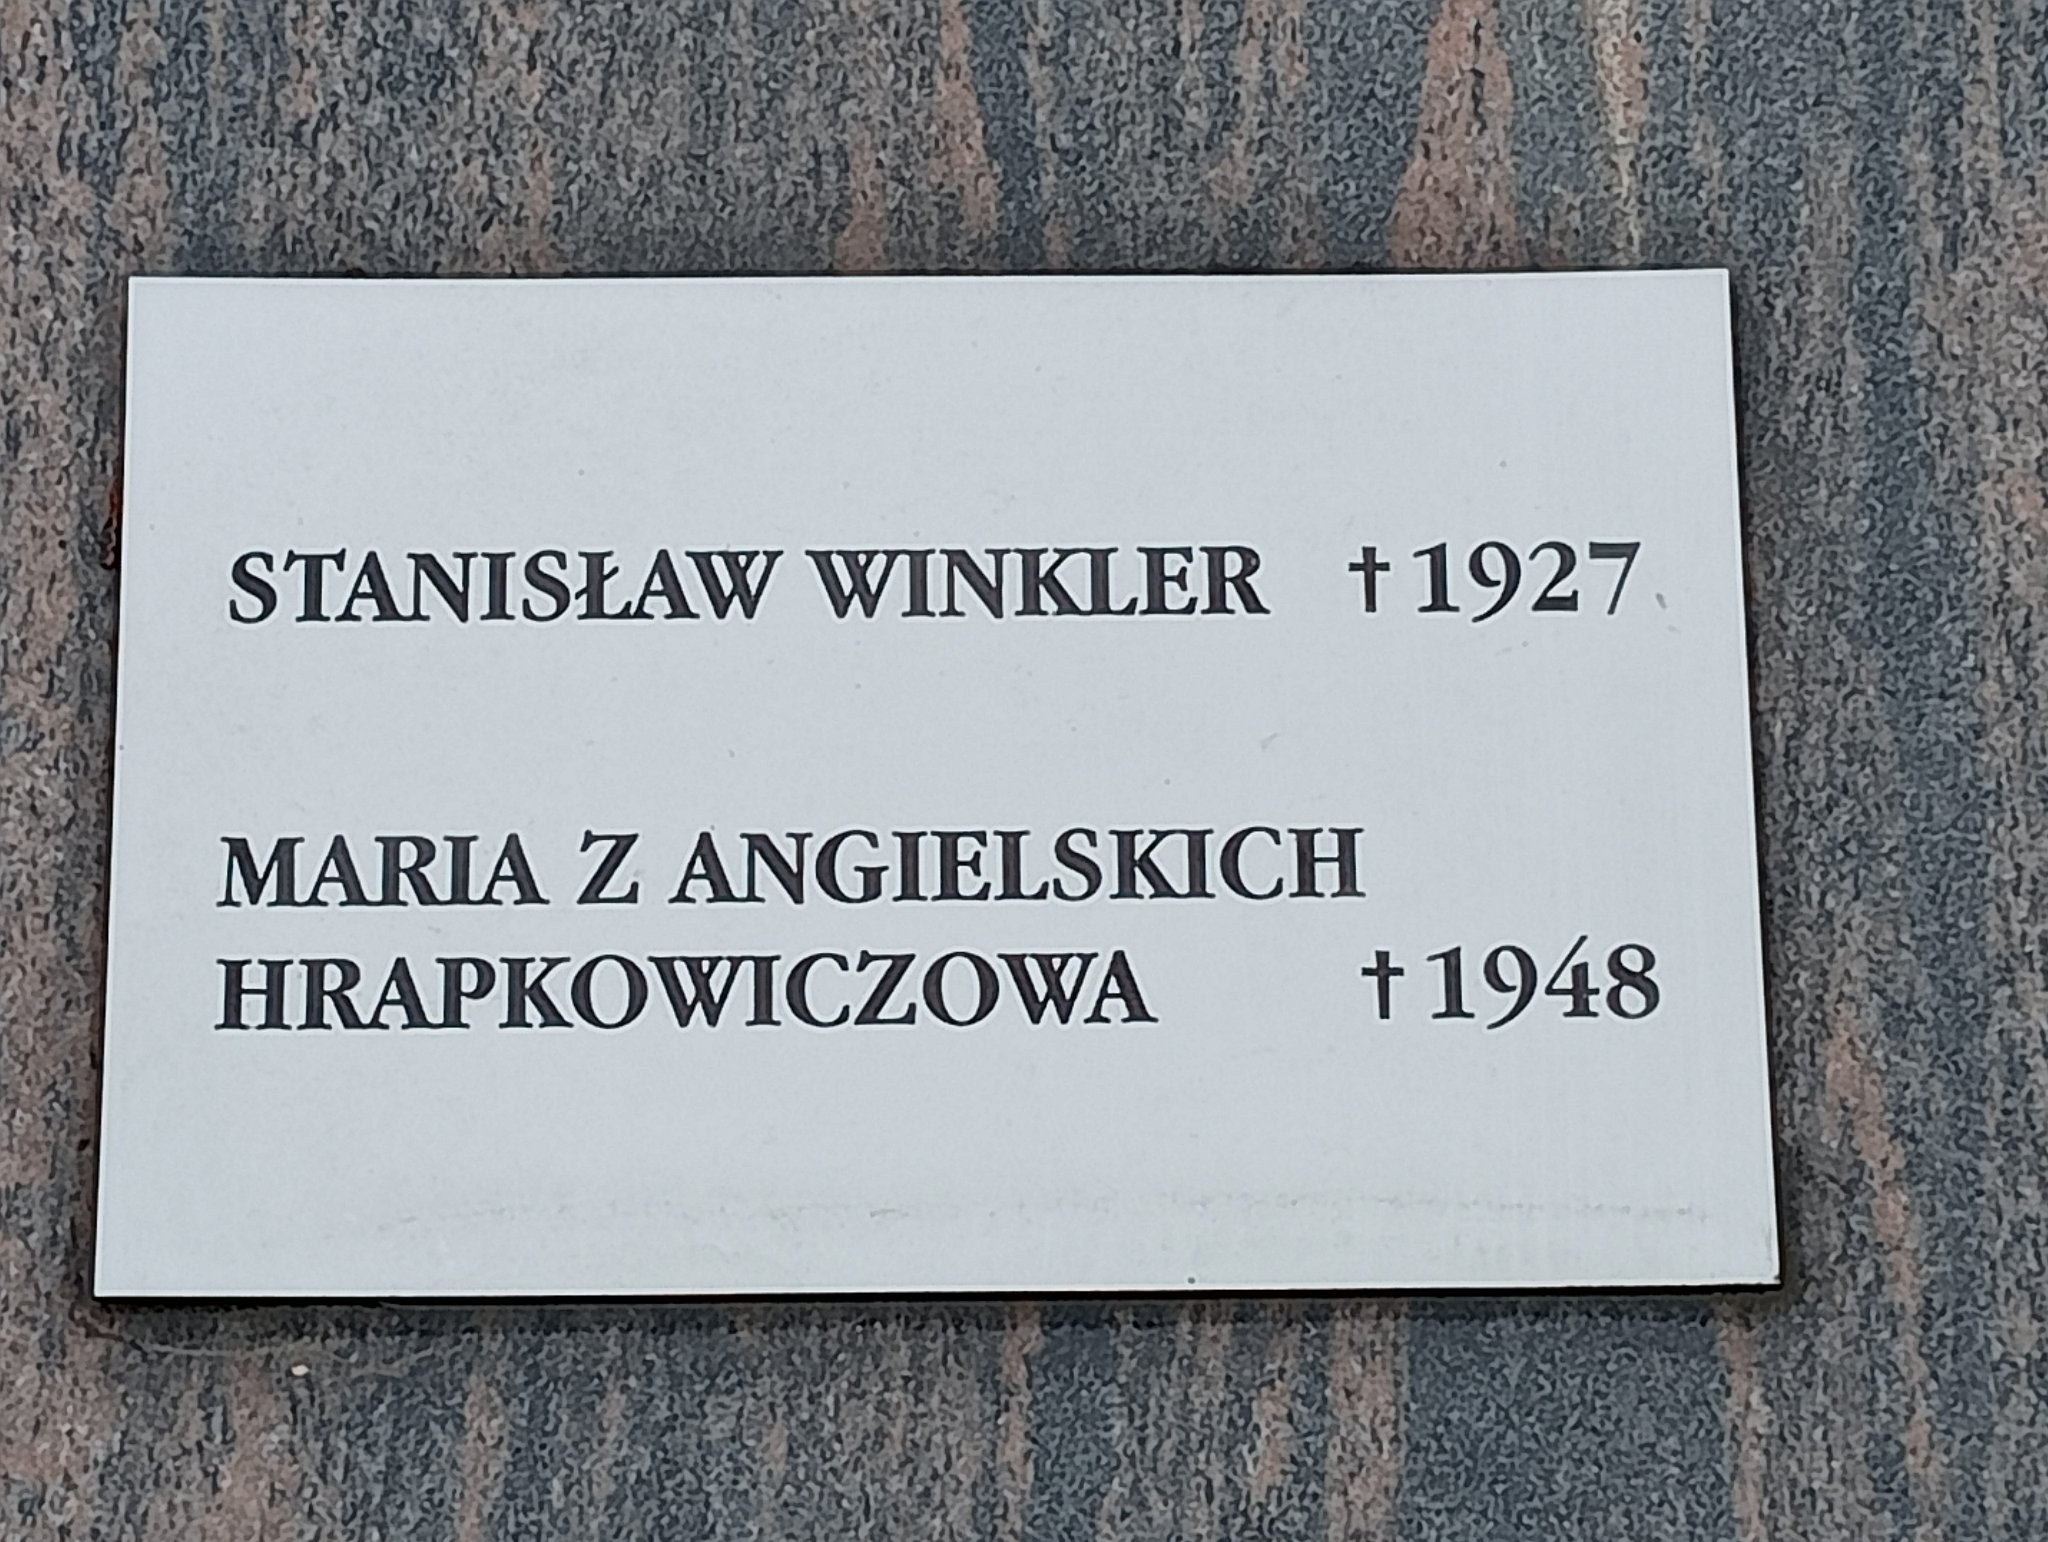 STANISŁAW WINKLER † 1927
MARIA Z ANGIELSKICH
HRAPKOWICZOWA † 1948